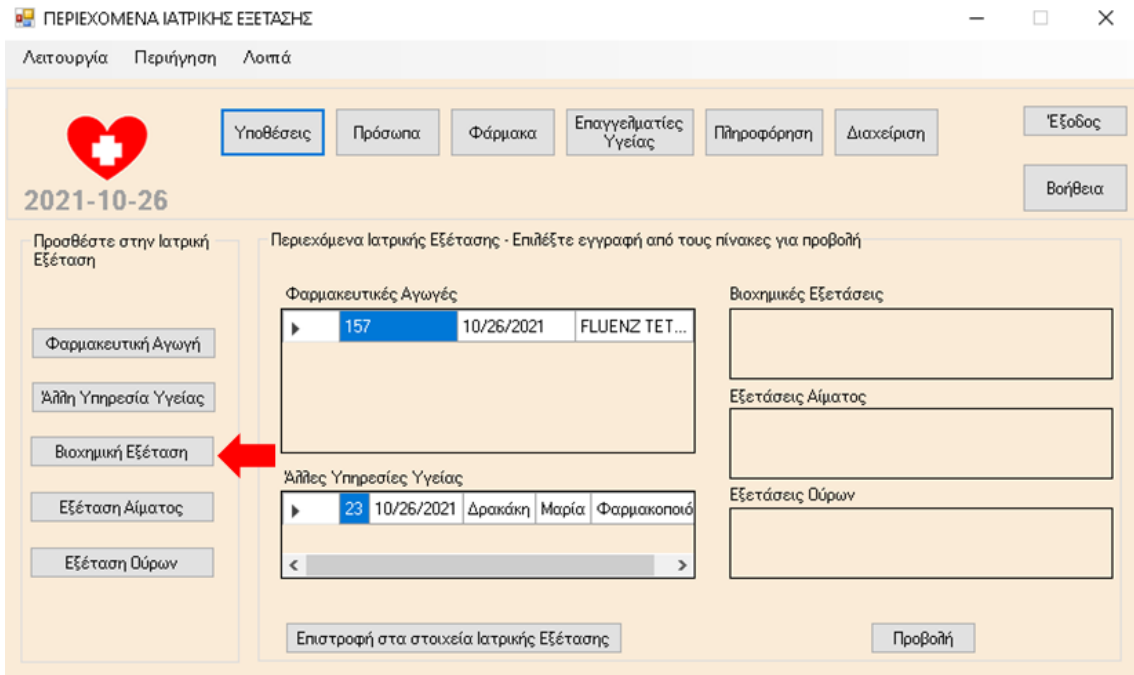 ΠΕΡΙΕΧΟΜΕΝΑ ΙΑΤΡΙΚΗΣ ΕΞΕΤΑΣΗΣ
Λειτουργία Περιήγηση Λοιπά
Υποθέσεις Πρόσωπα Φάρμακα Επαγγελματίες Υγείας Πληροφόρηση Διαχείριση Έξοδος
Βοήθεια
2021-10-26
Προσθέστε στην Ιατρική
Εξέταση
Φαρμακευτική Αγωγή
Άλλη Υπηρεσία Υγείας
Βιοχημική Εξέταση
Εξέταση Αίματος
Εξέταση Ούρων
Περιεχόμενα Ιατρικής Εξέτασης - Επιλέξτε εγγραφή από τους πίνακες για προβολή
Φαρμακευτικές Αγωγές
157 10/26/2021 FLUENZ TET...
Άλλες Υπηρεσίες Υγείας
23 10/26/2021 Δρακάκη Μαρία Φαρμακοποιό
Βιοχημικές Εξετάσεις
Εξετάσεις Αίματος
Εξετάσεις Ούρων
Επιστροφή στα στοιχεία Ιατρικής Εξέτασης
Προβολή